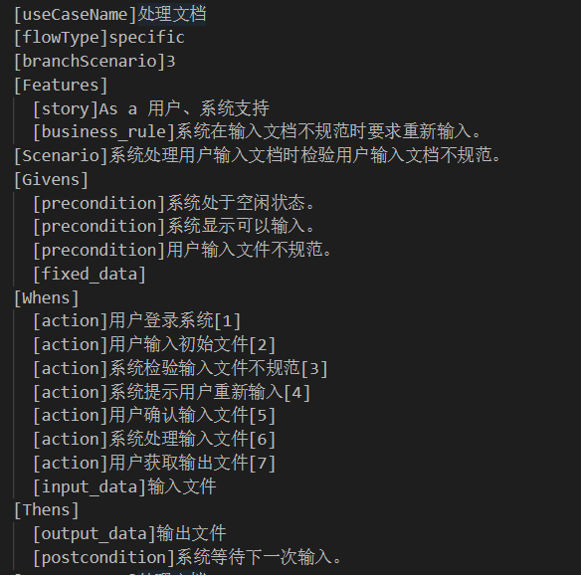 [useCaseName]处理文档
[flowType]specific
[branchScenario]3
[Features]
[story]As a 用户、系统支持
[business_rule]系统在输入文档不规范时要求重新输入。
[Scenario]系统处理用户输入文档时检验用户输入文档不规范。
[Givens]
[precondition]系统处于空闲状态。
[precondition]系统显示可以输入。
[precondition]用户输入文件不规范。
[fixed_data]
[Whens]
[action]用户登录系统[1]
[action]用户输入初始文件[2]
[action]系统检验输入文件不规范[3]
[action]系统提示用户重新输入[4]
[action]用户确认输入文件[5]
[action]系统处理输入文件[6]
[action]用户获取输出文件[7]
[input_data]输入文件
[Thens]
[output_data]输出文件
[postcondition]系统等待下一次输入。